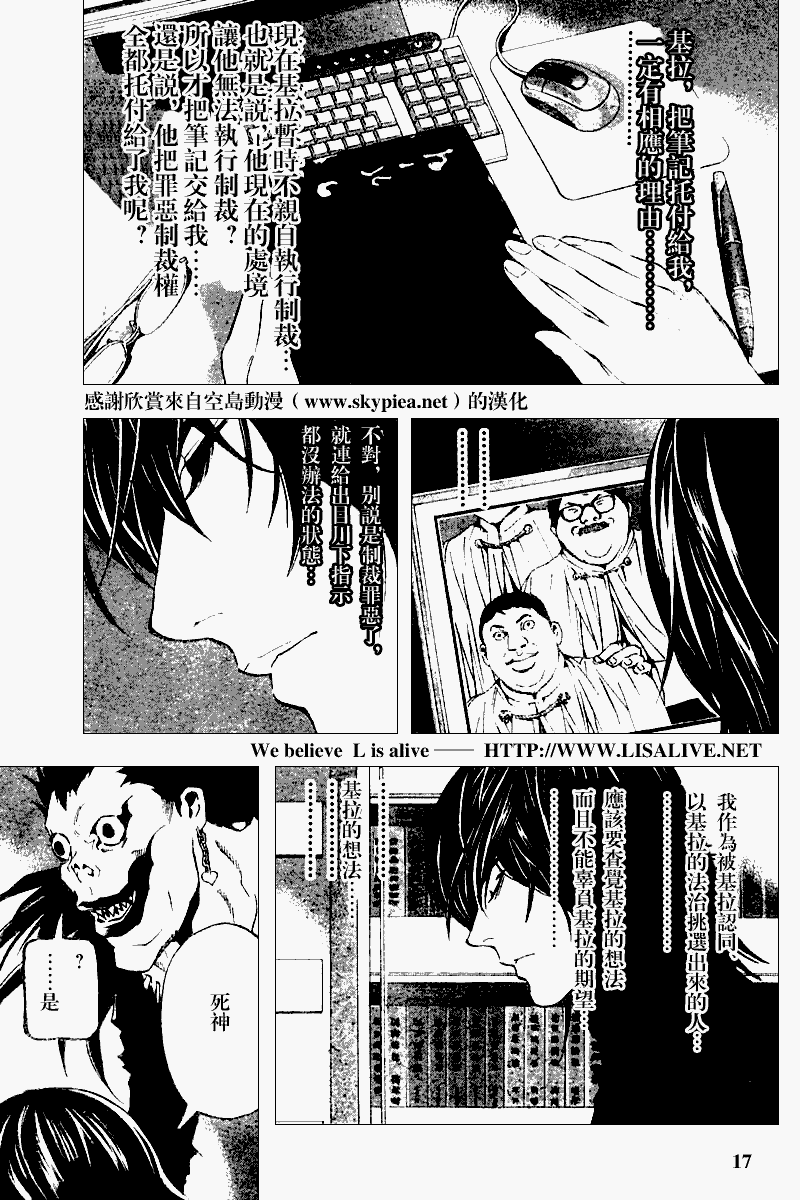 基拉，把筆記托付給我，
一定有相應的理由…………
…………
現在基拉暫時不親自執行制裁…
也就是説，他現在的處境
讓他無法執行制裁？
所以才把筆記交給我……
還是説，他把罪惡制裁權
全都托付給了我呢？
感謝欣賞來自空島動漫（www.skypiea.net）的漢化
…………
…………
不對，別説是制裁罪惡了，
就連給出目川下指示
都沒辦法的狀態…
We believe L is alive —— HTTP://WWW.LISALIVE.NET
我作為被基拉認同、
以基拉的法治挑選出來的人…
…………
應該要查覺基拉的想法
而且不能辜負基拉的期望…
…………
…………
基拉的想法……
…………
…………
死神
？
……是
17